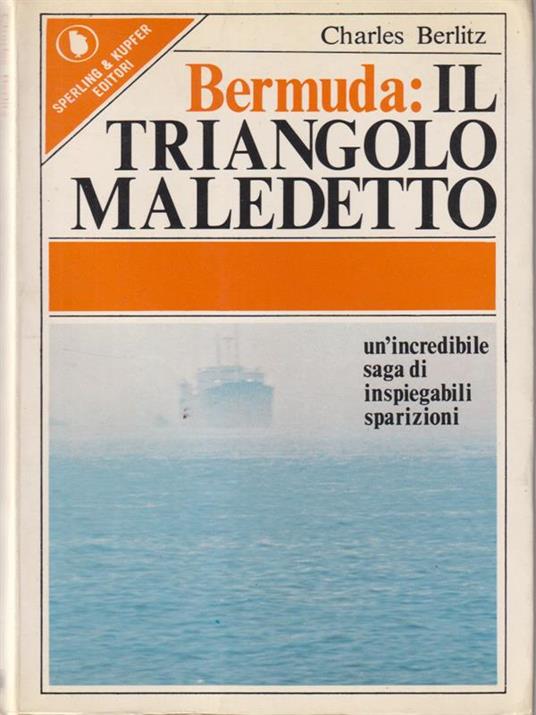 SPERLING & KUPFER
EDITORI
Charles Berlitz
Bermuda: IL
TRIANGOLO
MALEDETTO
un'incredibile
saga di
inspiegabili
sparizioni